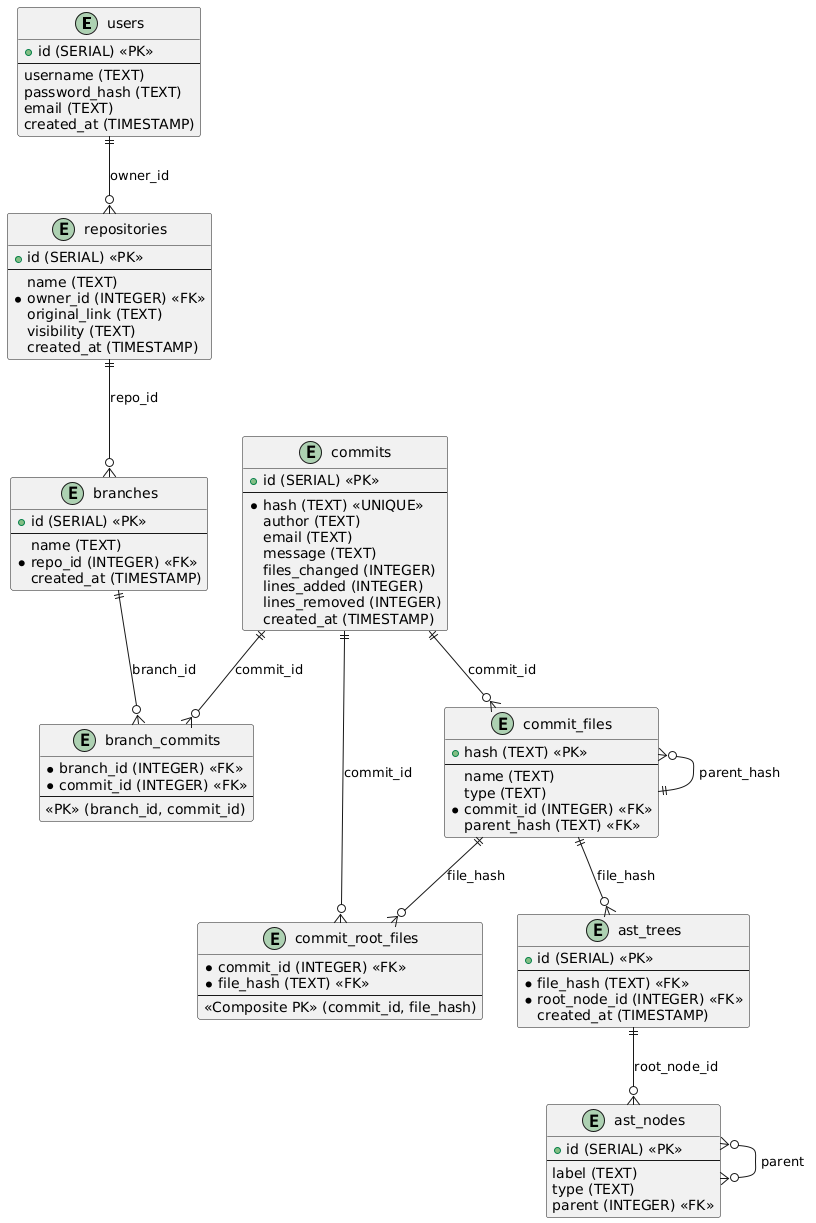 E users
id (SERIAL) «PK»
username (TEXT)
password_hash (TEXT)
email (TEXT)
created_at (TIMESTAMP)
owner_id
E repositories
id (SERIAL) «PK»
name (TEXT)
owner_id (INTEGER) «FK»
original_link (TEXT)
visibility (TEXT)
created_at (TIMESTAMP)
repo_id
E branches
id (SERIAL) «PK»
name (TEXT)
repo_id (INTEGER) «FK»
created_at (TIMESTAMP)
E commits
id (SERIAL) «PK»
hash (TEXT) «UNIQUE»
author (TEXT)
email (TEXT)
message (TEXT)
files_changed (INTEGER)
lines_added (INTEGER)
lines_removed (INTEGER)
created_at (TIMESTAMP)
branch_id
commit_id
commit_id
commit_id
E branch_commits
branch_id (INTEGER) «FK»
commit_id (INTEGER) «FK»
«PK» (branch_id, commit_id)
E commit_files
hash (TEXT) «PK»
name (TEXT)
type (TEXT)
commit_id (INTEGER) «FK»
parent_hash (TEXT) «FK»
parent_hash
file_hash
file_hash
E commit_root_files
commit_id (INTEGER) «FK»
file_hash (TEXT) «FK»
«Composite PK» (commit_id, file_hash)
E ast_trees
id (SERIAL) «PK»
file_hash (TEXT) «FK»
root_node_id (INTEGER) «FK»
created_at (TIMESTAMP)
root_node_id
E ast_nodes
id (SERIAL) «PK»
label (TEXT)
type (TEXT)
parent (INTEGER) «FK»
parent